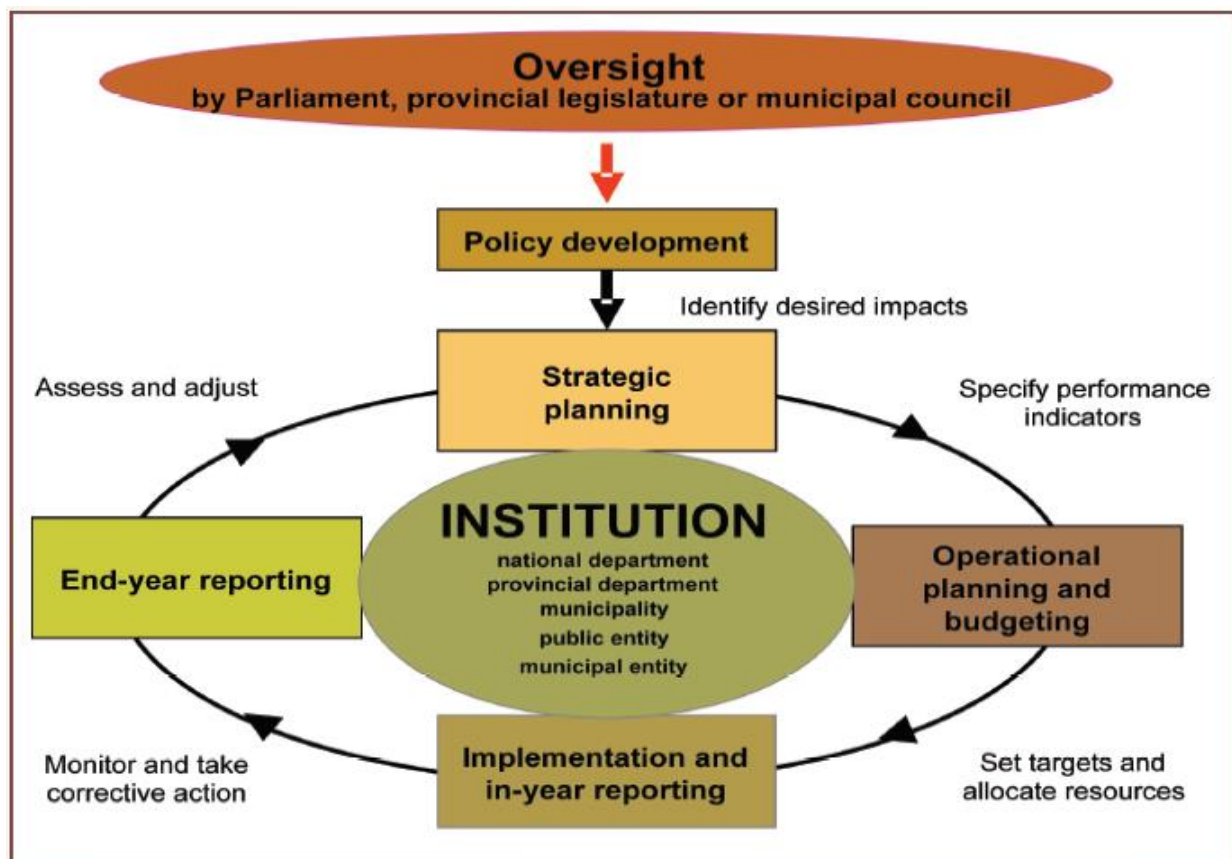 Oversight
by Parliament, provincial legislature or municipal council
Policy development
Identify desired impacts
Strategic
planning
Assess and adjust
Specify performance
indicators
INSTITUTION
national department
provincial department
municipality
public entity
municipal entity
End-year reporting
Operational
planning and
budgeting
Implementation and
in-year reporting
Monitor and take
corrective action
Set targets and
allocate resources